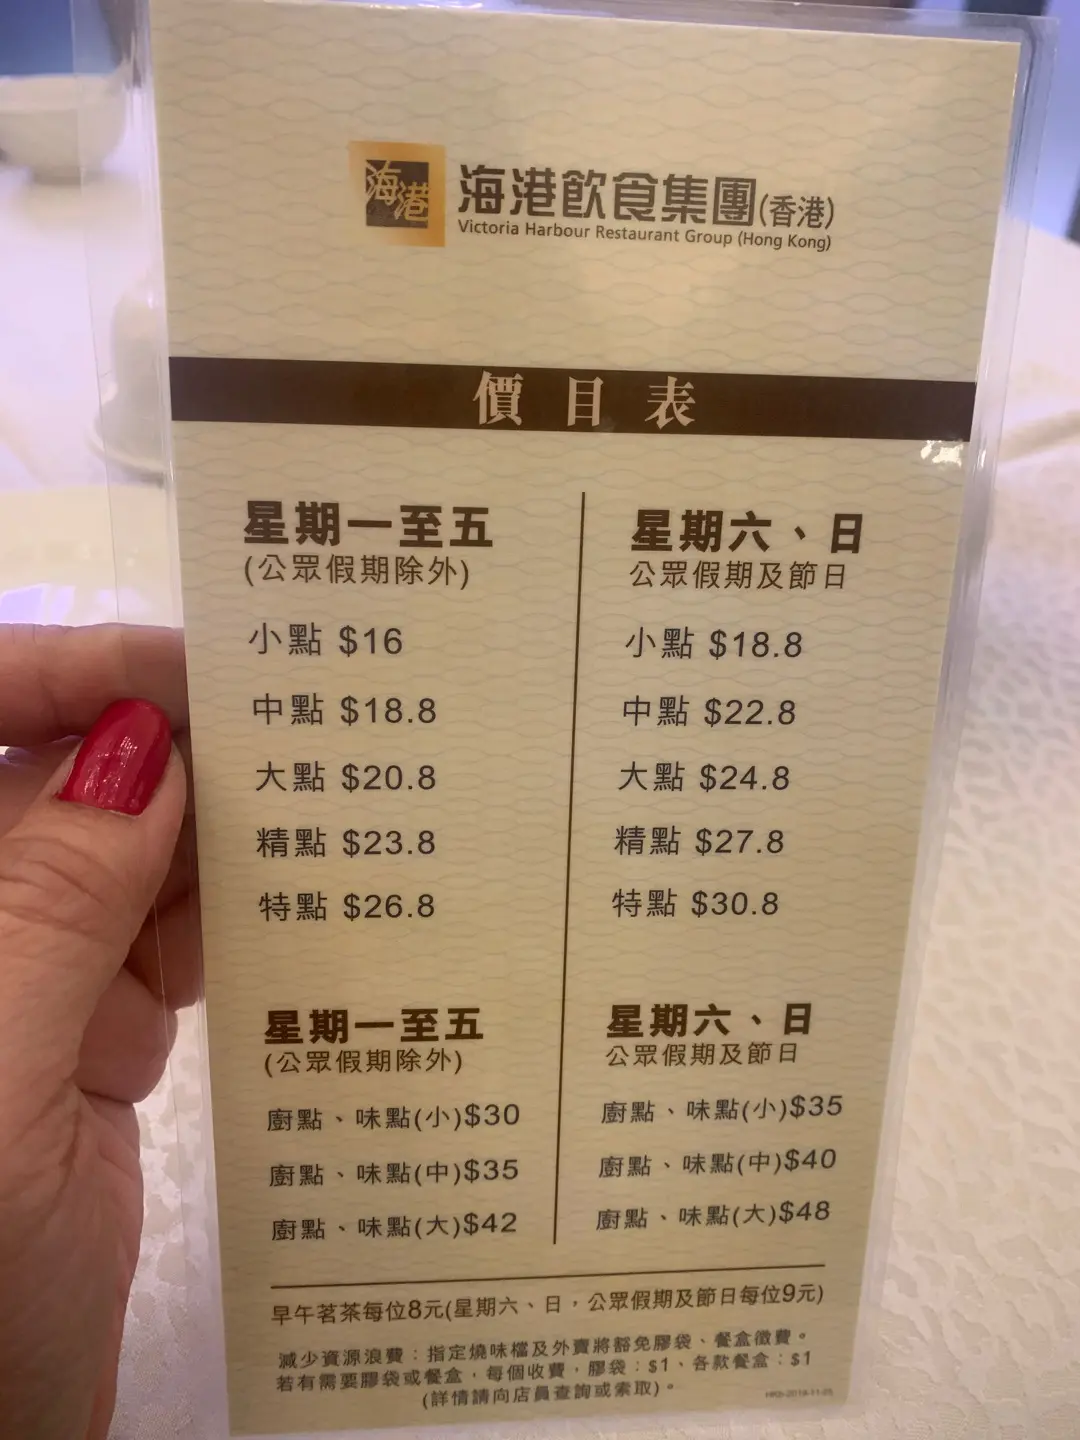 海港
海港飲食集團(香港)
Victoria Harbour Restaurant Group (Hong Kong)
價目表
星期一至五
(公眾假期除外)
小點 $16
中點 $18.8
大點 $20.8
精點 $23.8
特點 $26.8
星期六、日
公眾假期及節日
小點 $18.8
中點 $22.8
大點 $24.8
精點 $27.8
特點 $30.8
星期一至五
(公眾假期除外)
廚點、味點(小)$30
廚點、味點(中)$35
廚點、味點(大)$42
星期六、日
公眾假期及節日
廚點、味點(小)$35
廚點、味點(中)$40
廚點、味點(大)$48
早午茗茶每位8元(星期六、日，公眾假期及節日每位9元)
減少資源浪費：指定燒味檔及外賣將豁免膠袋、餐盒徵費。
若有需要膠袋或餐盒，每個收費，膠袋：$1、各款餐盒：$1
(詳情請向店員查詢或索取)。